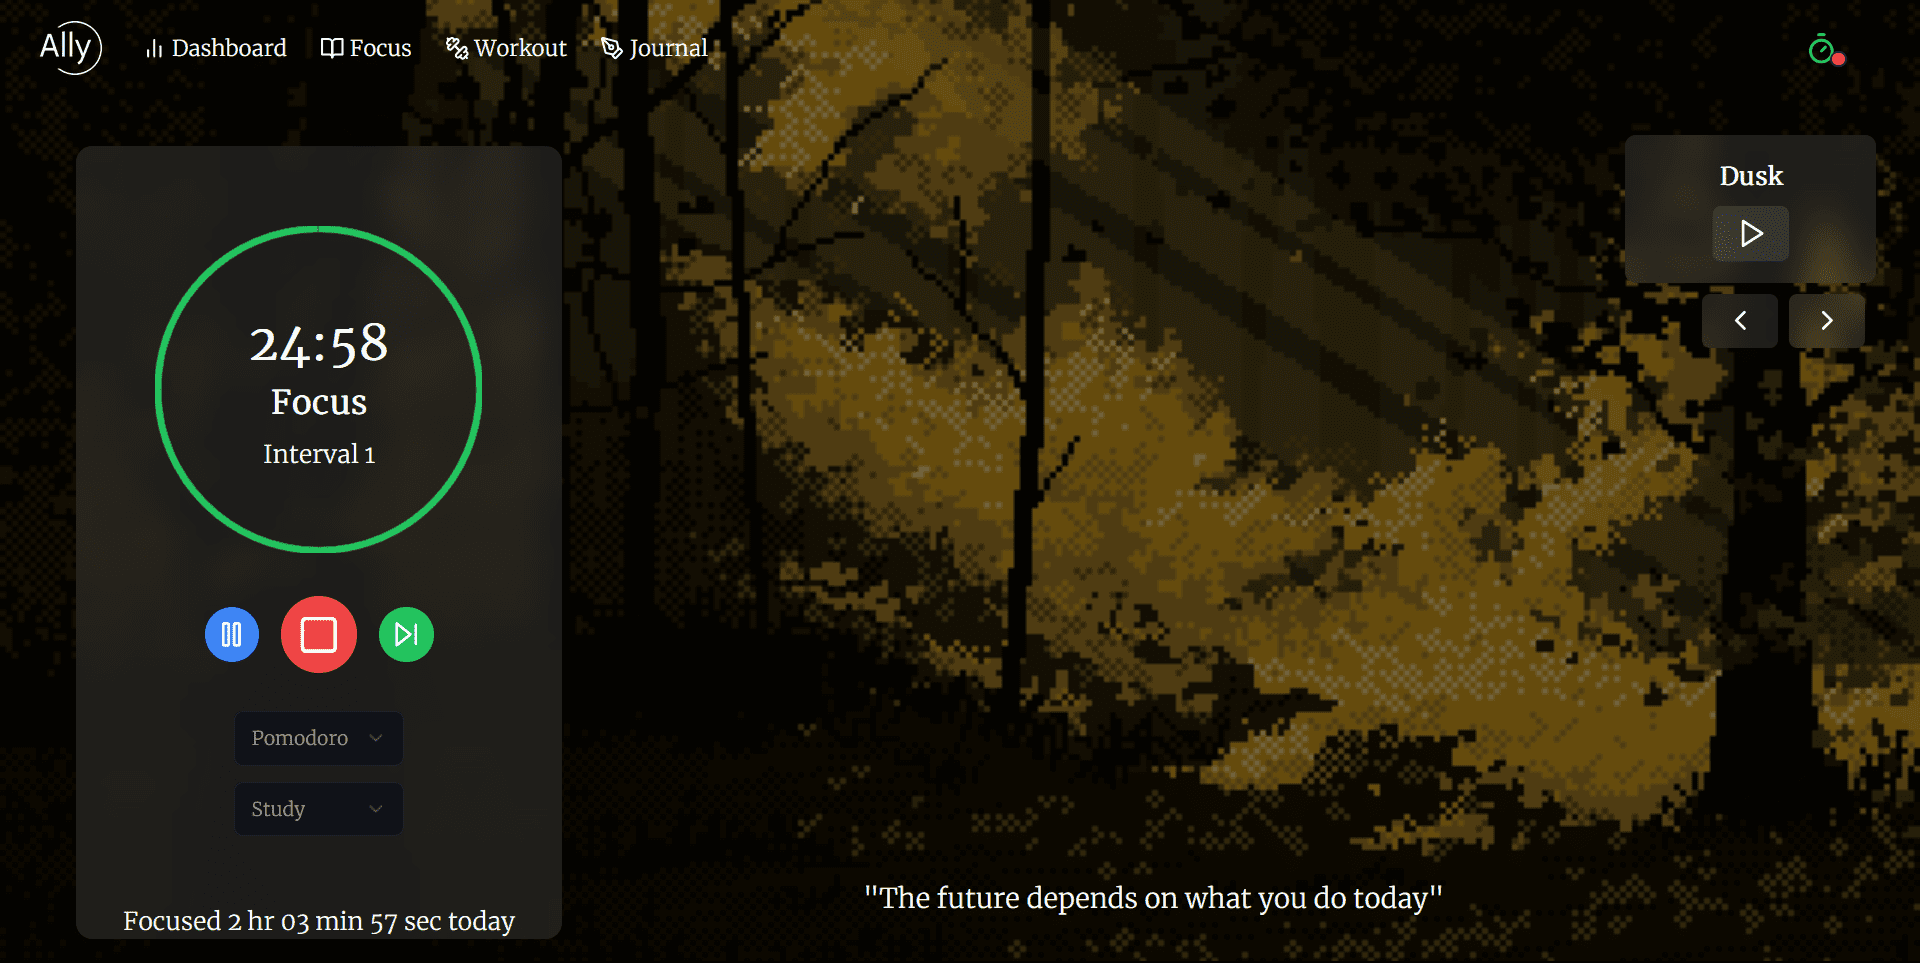 Ally
Dashboard
Focus
Workout
Journal
24:58
Focus
Interval 1
Pomodoro
Study
Focused 2 hr 03 min 57 sec today
Dusk
"The future depends on what you do today"